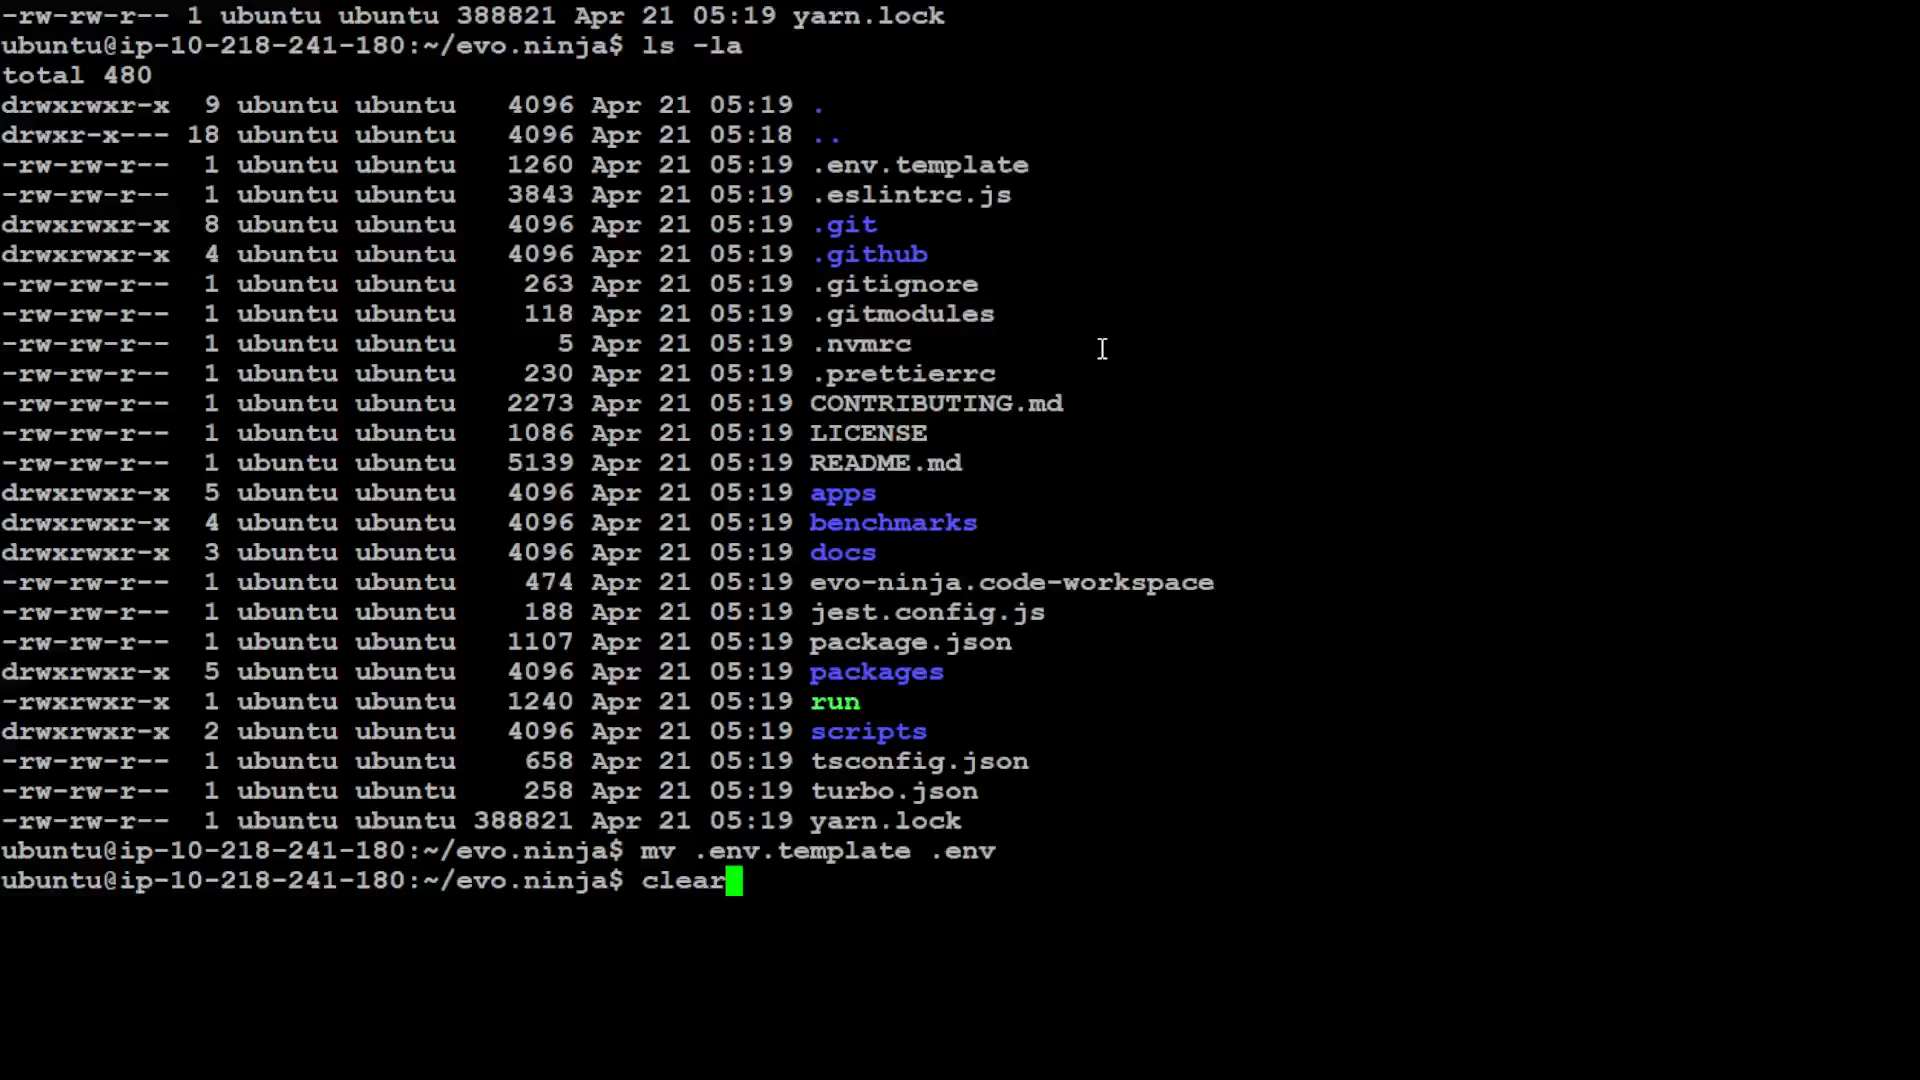 -rw-rw-r-- 1 ubuntu ubuntu 388821 Apr 21 05:19 yarn.lock
ubuntu@ip-10-218-241-180:~/evo.ninja$ ls -la
total 480
drwxrwxr-x  9 ubuntu ubuntu   4096 Apr 21 05:19 .
drwxr-x--- 18 ubuntu ubuntu   4096 Apr 21 05:18 ..
-rw-rw-r--  1 ubuntu ubuntu   1260 Apr 21 05:19 .env.template
-rw-rw-r--  1 ubuntu ubuntu   3843 Apr 21 05:19 .eslintrc.js
drwxrwxr-x  8 ubuntu ubuntu   4096 Apr 21 05:19 .git
drwxrwxr-x  4 ubuntu ubuntu   4096 Apr 21 05:19 .github
-rw-rw-r--  1 ubuntu ubuntu    263 Apr 21 05:19 .gitignore
-rw-rw-r--  1 ubuntu ubuntu    118 Apr 21 05:19 .gitmodules
-rw-rw-r--  1 ubuntu ubuntu      5 Apr 21 05:19 .nvmrc
-rw-rw-r--  1 ubuntu ubuntu    230 Apr 21 05:19 .prettierrc
-rw-rw-r--  1 ubuntu ubuntu   2273 Apr 21 05:19 CONTRIBUTING.md
-rw-rw-r--  1 ubuntu ubuntu   1086 Apr 21 05:19 LICENSE
-rw-rw-r--  1 ubuntu ubuntu   5139 Apr 21 05:19 README.md
drwxrwxr-x  5 ubuntu ubuntu   4096 Apr 21 05:19 apps
drwxrwxr-x  4 ubuntu ubuntu   4096 Apr 21 05:19 benchmarks
drwxrwxr-x  3 ubuntu ubuntu   4096 Apr 21 05:19 docs
-rw-rw-r--  1 ubuntu ubuntu    474 Apr 21 05:19 evo-ninja.code-workspace
-rw-rw-r--  1 ubuntu ubuntu    188 Apr 21 05:19 jest.config.js
-rw-rw-r--  1 ubuntu ubuntu   1107 Apr 21 05:19 package.json
drwxrwxr-x  5 ubuntu ubuntu   4096 Apr 21 05:19 packages
-rwxrwxr-x  1 ubuntu ubuntu   1240 Apr 21 05:19 run
drwxrwxr-x  2 ubuntu ubuntu   4096 Apr 21 05:19 scripts
-rw-rw-r--  1 ubuntu ubuntu    658 Apr 21 05:19 tsconfig.json
-rw-rw-r--  1 ubuntu ubuntu    258 Apr 21 05:19 turbo.json
-rw-rw-r--  1 ubuntu ubuntu 388821 Apr 21 05:19 yarn.lock
ubuntu@ip-10-218-241-180:~/evo.ninja$ mv .env.template .env
ubuntu@ip-10-218-241-180:~/evo.ninja$ clear